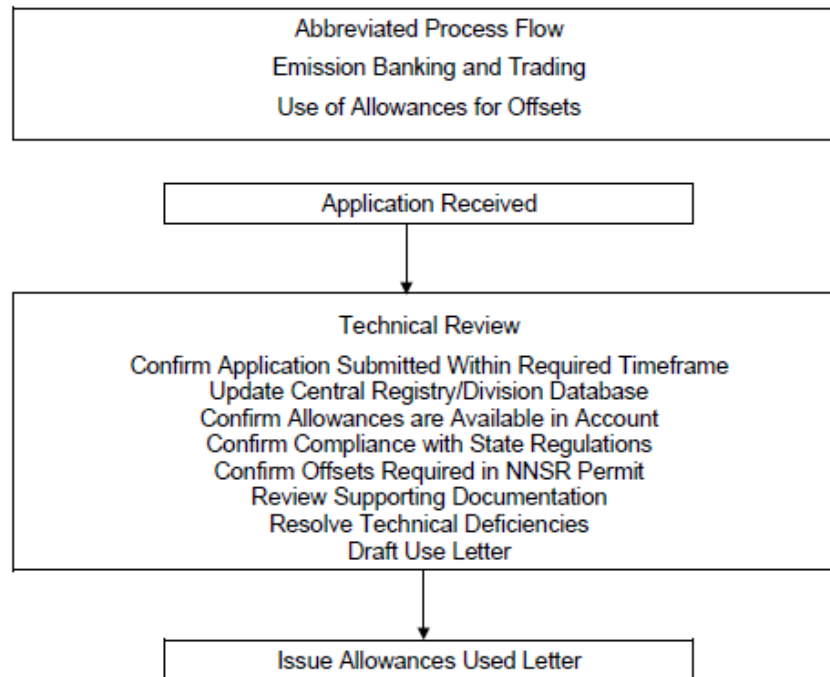 Abbreviated Process Flow
Emission Banking and Trading
Use of Allowances for Offsets
Application Received
Technical Review
Confirm Application Submitted Within Required Timeframe
Update Central Registry/Division Database
Confirm Allowances are Available in Account
Confirm Compliance with State Regulations
Confirm Offsets Required in NNSR Permit
Review Supporting Documentation
Resolve Technical Deficiencies
Draft Use Letter
Issue Allowances Used Letter